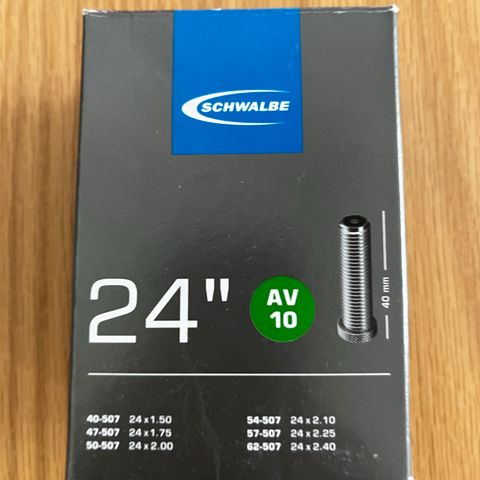 SCHWALBE
40 mm
24"
AV
10
40-507 24 x 1.50
47-507 24 x 1.75
50-507 24 x 2.00
54-507 24 x 2.10
57-507 24 x 2.25
62-507 24 x 2.40